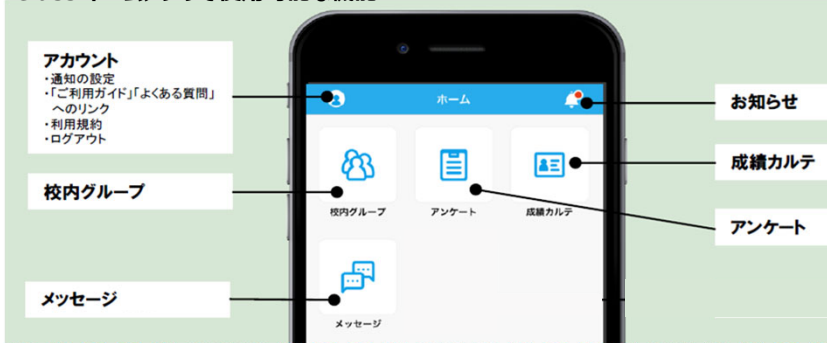 アカウント
・通知の設定
・「ご利用ガイド」「よくある質問」
へのリンク
・利用規約
・ログアウト
校内グループ
メッセージ
ホーム
校内グループ
アンケート
成績カルテ
メッセージ
お知らせ
成績カルテ
アンケート